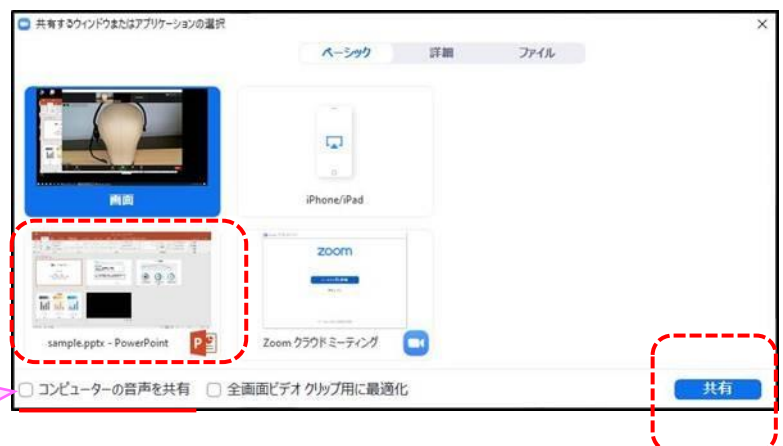 共有するウィンドウまたはアプリケーションの選択
ベーシック 詳細 ファイル
画面
iPhone/iPad
zoom
sample.pptx - PowerPoint
Zoom クラウドミーティング
コンピューターの音声を共有 全画面ビデオ クリップ用に最適化
共有